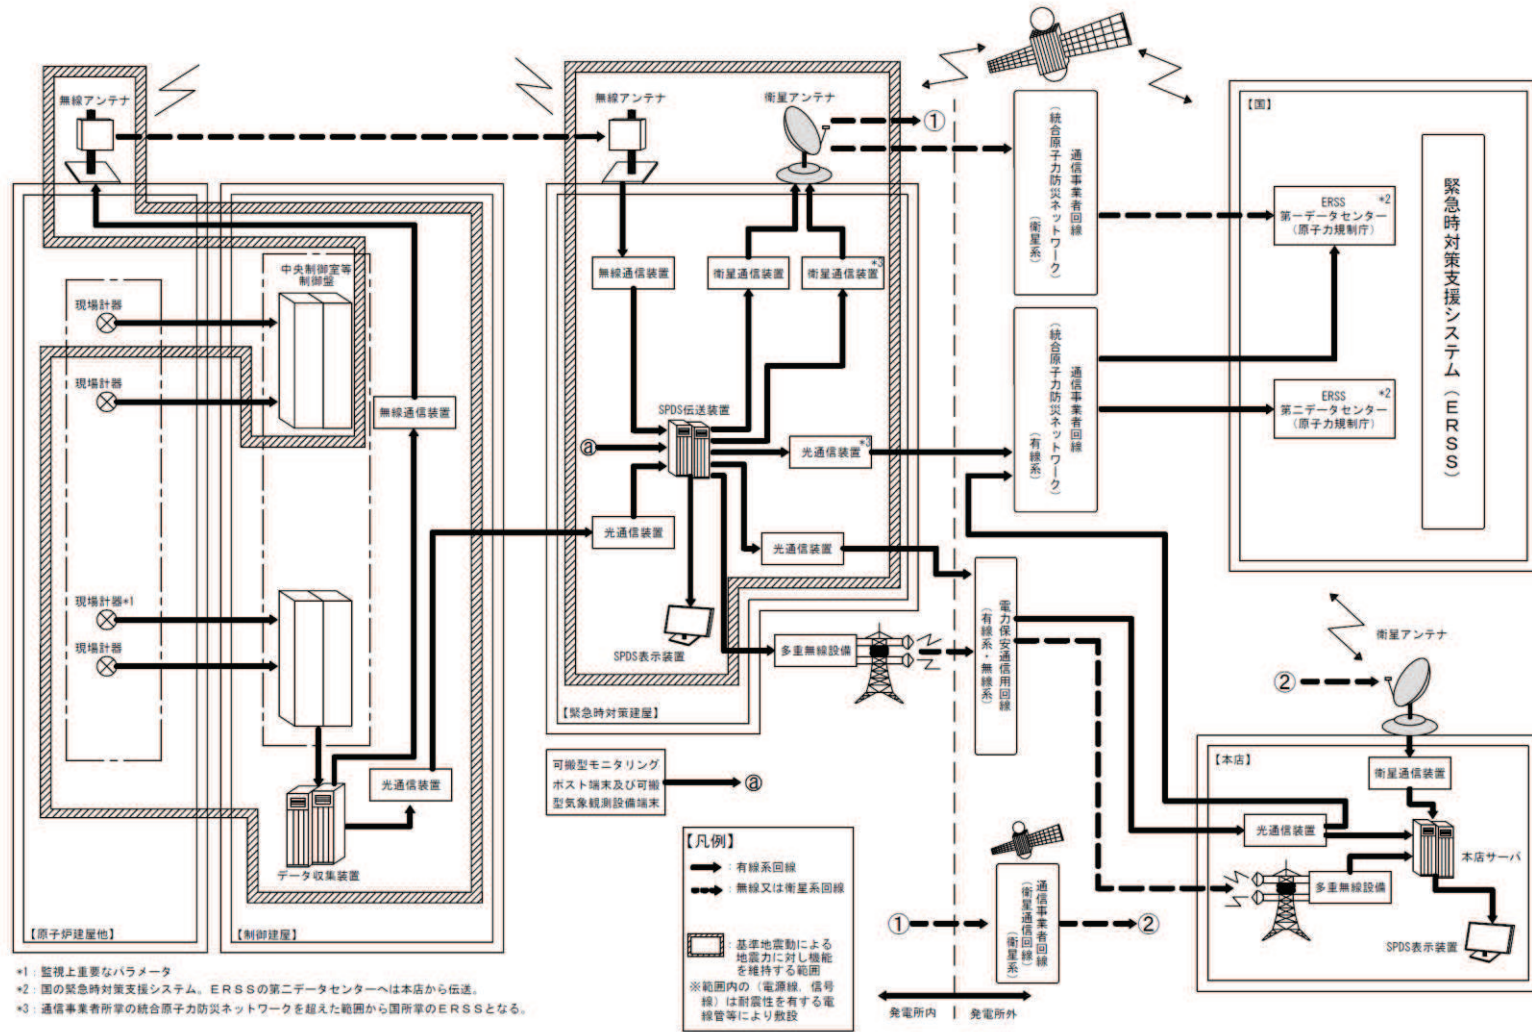 無線アンテナ
無線アンテナ
衛星アンテナ
①
通信事業者回線
（統合原子力防災ネットワーク）
（衛星系）
【国】
ERSS *2
第一データセンター
（原子力規制庁）
緊急時対策支援システム（ＥＲＳＳ）
中央制御室等
制御盤
現場計器
現場計器
無線通信装置
無線通信装置
衛星通信装置
衛星通信装置*3
SPDS伝送装置
ⓐ
光通信装置*3
光通信装置
光通信装置
通信事業者回線
（統合原子力防災ネットワーク）
（有線系）
ERSS *2
第二データセンター
（原子力規制庁）
現場計器*1
現場計器
SPDS表示装置
多重無線設備
電力保安通信用回線
（有線系・無線系）
【緊急時対策建屋】
衛星アンテナ
②
光通信装置
データ収集装置
【原子炉建屋他】
【制御建屋】
可搬型モニタリング
ポスト端末及び可搬
型気象観測設備端末
ⓐ
【本店】
衛星通信装置
光通信装置
本店サーバ
多重無線設備
SPDS表示装置
【凡例】
：有線系回線
：無線又は衛星系回線
：基準地震動による
地震力に対し機能
を維持する範囲
※範囲内の（電源線，信号
線）は耐震性を有する電
線管等により敷設
①
通信事業者回線
（衛星通信回線）
（衛星系）
②
発電所内
発電所外
*1：監視上重要なパラメータ
*2：国の緊急時対策支援システム。ＥＲＳＳの第二データセンターへは本店から伝送。
*3：通信事業者所掌の統合原子力防災ネットワークを超えた範囲から国所掌のＥＲＳＳとなる。